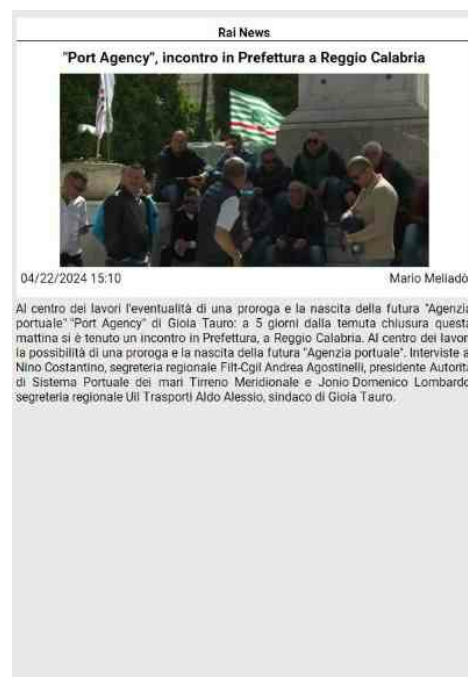 Rai News
"Port Agency", incontro in Prefettura a Reggio Calabria
04/22/2024 15:10 Mario Meliadò
Al centro dei lavori l'eventualità di una proroga e la nascita della futura "Agenzia
portuale" "Port Agency" di Gioia Tauro: a 5 giorni dalla temuta chiusura questa
mattina si è tenuto un incontro in Prefettura, a Reggio Calabria. Al centro dei lavori
la possibilità di una proroga e la nascita della futura "Agenzia portuale". Interviste a
Nino Costantino, segreteria regionale Filt-Cgil Andrea Agostinelli, presidente Autorità
di Sistema Portuale dei mari Tirreno Meridionale e Jonio Domenico Lombardo,
segreteria regionale Uil Trasporti Aldo Alessio, sindaco di Gioia Tauro.